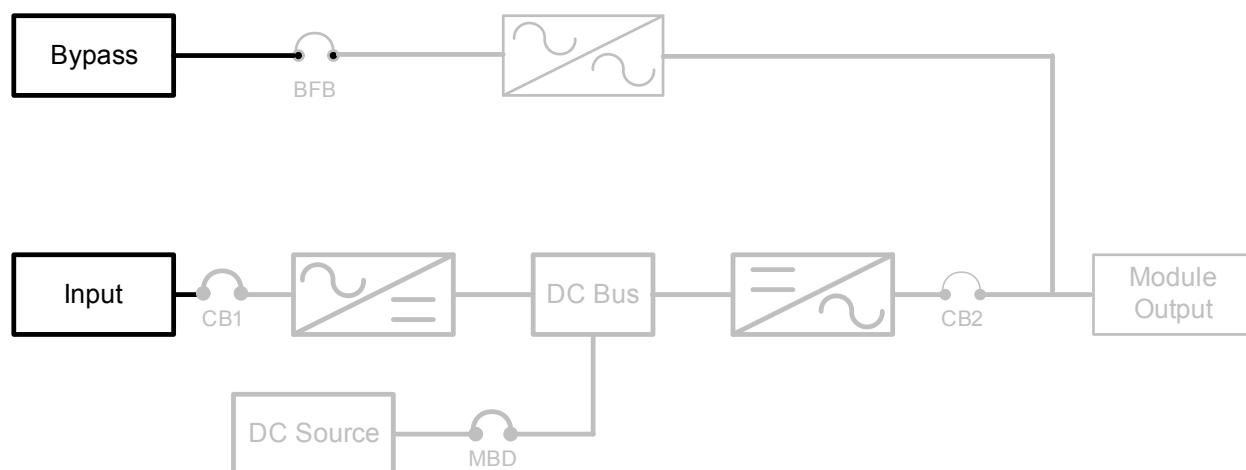 Bypass
BFB
Input
CB1
DC Bus
CB2
Module
Output
DC Source
MBD